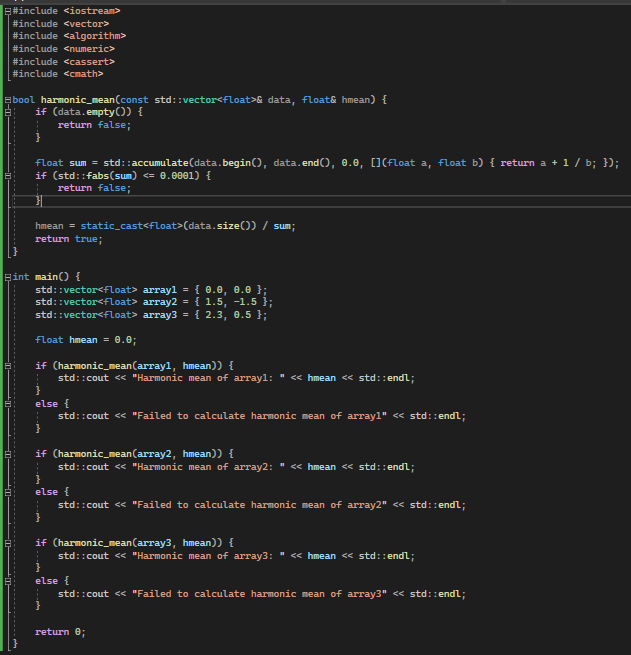 #include <iostream>
#include <vector>
#include <algorithm>
#include <numeric>
#include <cassert>
#include <cmath>
bool harmonic_mean(const std::vector<float>& data, float& hmean) {
if (data.empty()) {
return false;
}
float sum = std::accumulate(data.begin(), data.end(), 0.0, [](float a, float b) { return a + 1 / b; });
if (std::fabs(sum) <= 0.0001) {
return false;
}
hmean = static_cast<float>(data.size()) / sum;
return true;
}
int main() {
std::vector<float> array1 = { 0.0, 0.0 };
std::vector<float> array2 = { 1.5, -1.5 };
std::vector<float> array3 = { 2.3, 0.5 };
float hmean = 0.0;
if (harmonic_mean(array1, hmean)) {
std::cout << "Harmonic mean of array1: " << hmean << std::endl;
}
else {
std::cout << "Failed to calculate harmonic mean of array1" << std::endl;
}
if (harmonic_mean(array2, hmean)) {
std::cout << "Harmonic mean of array2: " << hmean << std::endl;
}
else {
std::cout << "Failed to calculate harmonic mean of array2" << std::endl;
}
if (harmonic_mean(array3, hmean)) {
std::cout << "Harmonic mean of array3: " << hmean << std::endl;
}
else {
std::cout << "Failed to calculate harmonic mean of array3" << std::endl;
}
return 0;
}